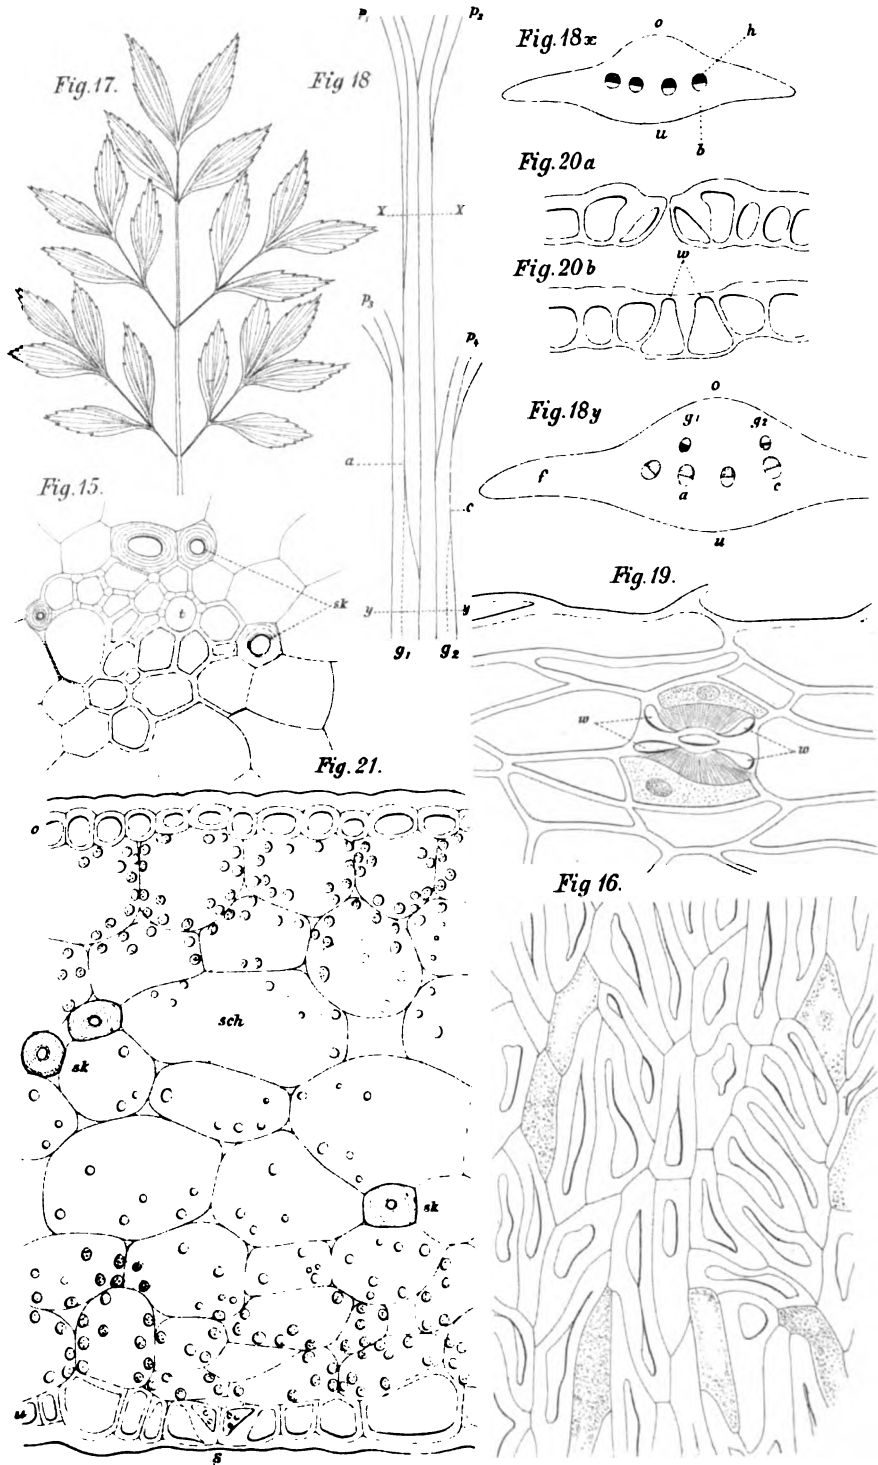 Fig. 17.
Fig 18
p₁ p₂
X X
p₃
p₄
a
c
y y
g₁ g₂
Fig. 18x
o
h
u
b
Fig. 20a
w
Fig. 20b
o
Fig. 18y
g₁ g₂
f
a c
u
Fig. 15.
sk
t
Fig. 19.
w
w
Fig. 21.
o
sch
sk
sk
u
s
Fig 16.